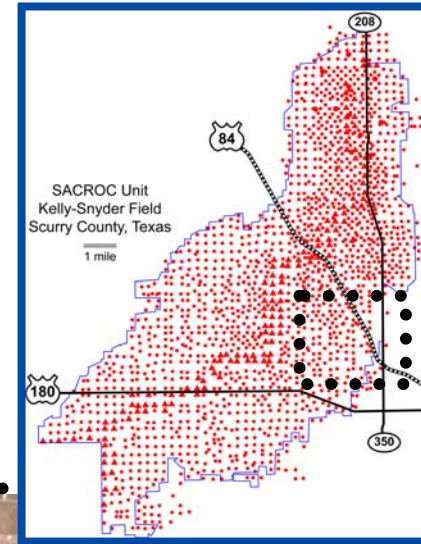 208
84
SACROC Unit
Kelly-Snyder Field
Scurry County, Texas
1 mile
180
350